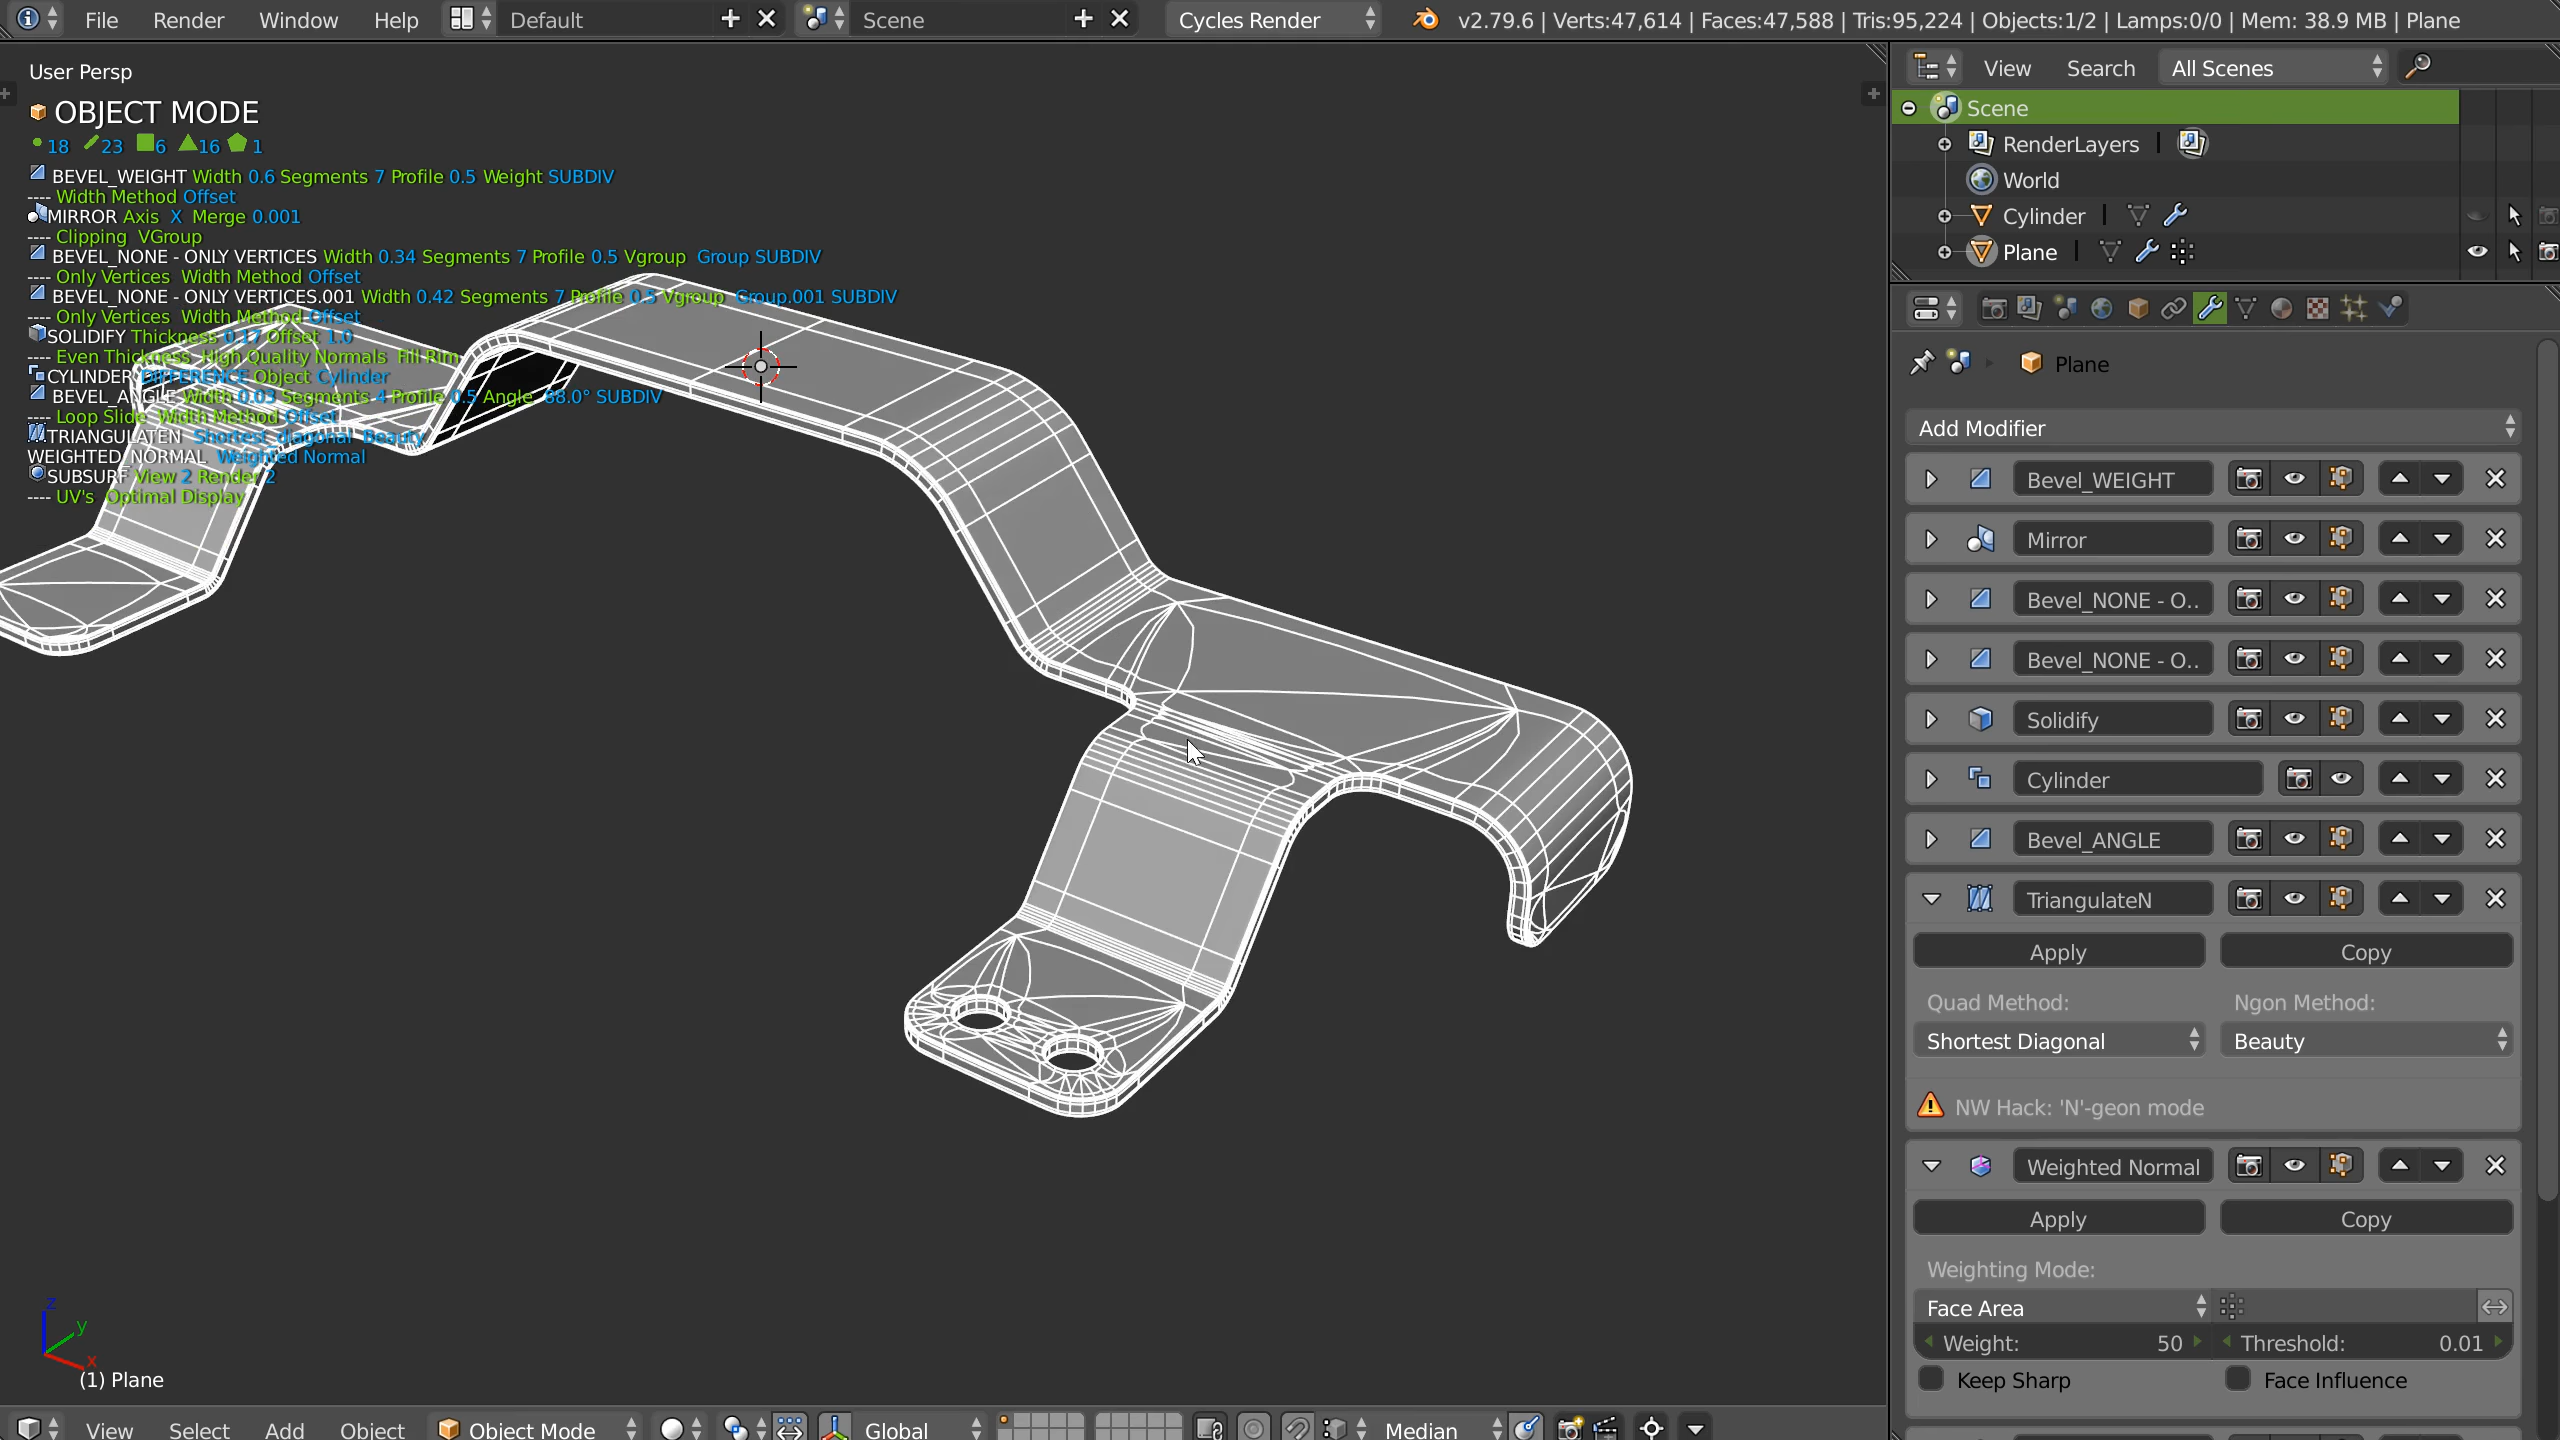 File Render Window Help Default Scene Cycles Render v2.79.6 | Verts:47,614 | Faces:47,588 | Tris:95,224 | Objects:1/2 | Lamps:0/0 | Mem: 38.9 MB | Plane
User Persp
OBJECT MODE
18 23 6 16 1
BEVEL_WEIGHT Width 0.6 Segments 7 Profile 0.5 Weight SUBDIV
---- Width Method Offset
MIRROR Axis X Merge 0.001
---- Clipping VGroup
BEVEL_NONE - ONLY VERTICES Width 0.34 Segments 7 Profile 0.5 Vgroup Group SUBDIV
---- Only Vertices Width Method Offset
BEVEL_NONE - ONLY VERTICES.001 Width 0.42 Segments 7 Profile 0.5 Vgroup Group.001 SUBDIV
---- Only Vertices Width Method Offset
SOLIDIFY Thickness 0.17 Offset 1.0
---- Even Thickness High Quality Normals Fill Rim
CYLINDER DIFFERENCE Object Cylinder
BEVEL_ANGLE Width 0.03 Segments 4 Profile 0.5 Angle 88.0° SUBDIV
---- Loop Slide Width Method Offset
TRIANGULATEN Shortest_diagonal Beauty
WEIGHTED_NORMAL Weighted Normal
SUBSURF View 2 Render 2
---- UV's Optimal Display
z
y
x
(1) Plane
View Select Add Object Object Mode Global Median
View Search All Scenes
Scene
RenderLayers |
World
Cylinder |
Plane |
Plane
Add Modifier
Bevel_WEIGHT
Mirror
Bevel_NONE - O..
Bevel_NONE - O..
Solidify
Cylinder
Bevel_ANGLE
TriangulateN
Apply Copy
Quad Method: Ngon Method:
Shortest Diagonal Beauty
NW Hack: 'N'-geon mode
Weighted Normal
Apply Copy
Weighting Mode:
Face Area
Weight: 50 Threshold: 0.01
Keep Sharp Face Influence